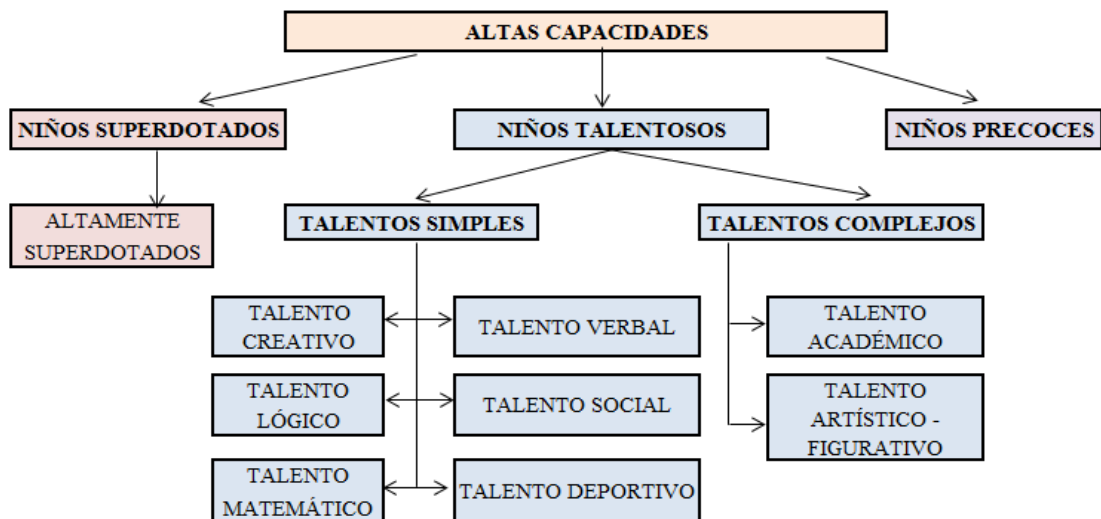 ALTAS CAPACIDADES
NIÑOS SUPERDOTADOS
NIÑOS TALENTOSOS
NIÑOS PRECOCES
ALTAMENTE
SUPERDOTADOS
TALENTOS SIMPLES
TALENTOS COMPLEJOS
TALENTO
CREATIVO
TALENTO VERBAL
TALENTO
ACADÉMICO
TALENTO
LÓGICO
TALENTO SOCIAL
TALENTO
ARTÍSTICO -
FIGURATIVO
TALENTO
MATEMÁTICO
TALENTO DEPORTIVO